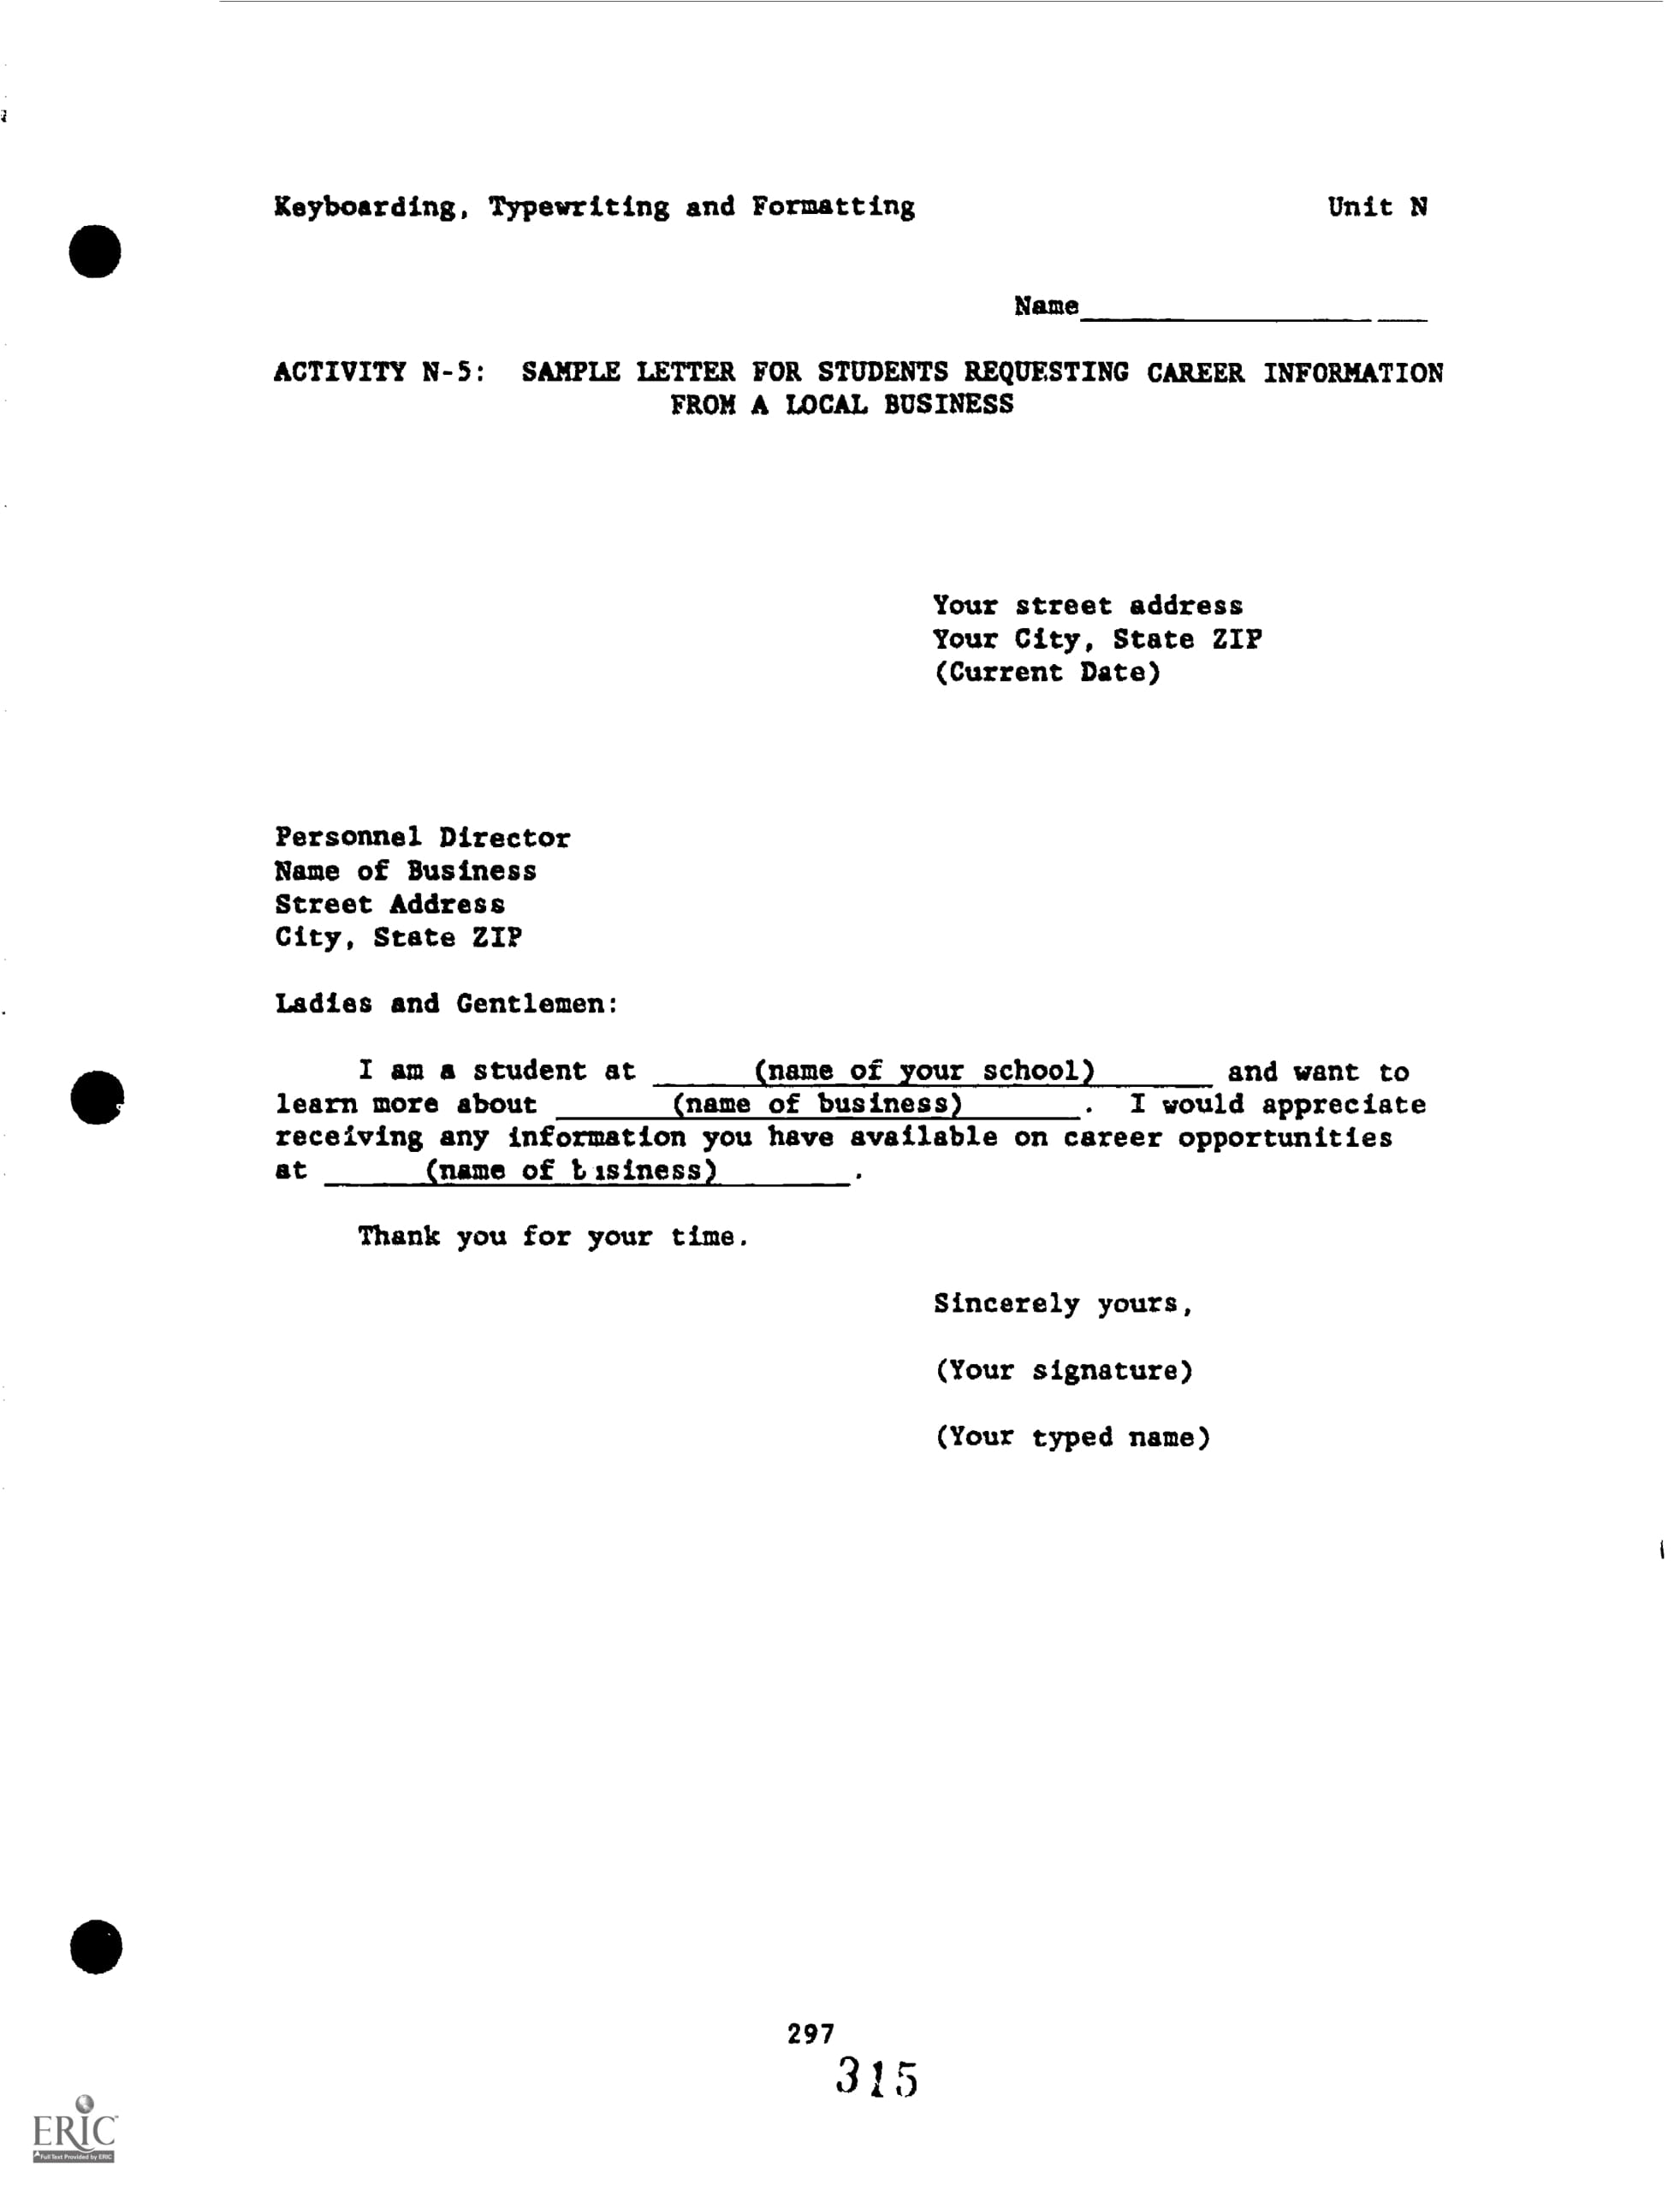 Keyboarding, Typewriting and Formatting Unit N
Name
ACTIVITY N-5: SAMPLE LETTER FOR STUDENTS REQUESTING CAREER INFORMATION
FROM A LOCAL BUSINESS
Your street address
Your City, State ZIP
(Current Date)
Personnel Director
Name of Business
Street Address
City, State ZIP
Ladies and Gentlemen:
I am a student at (name of your school) and want to
learn more about (name of business). I would appreciate
receiving any information you have available on career opportunities
at (name of business).
Thank you for your time.
Sincerely yours,
(Your signature)
(Your typed name)
297
315
ERIC
Full Text Provided by ERIC